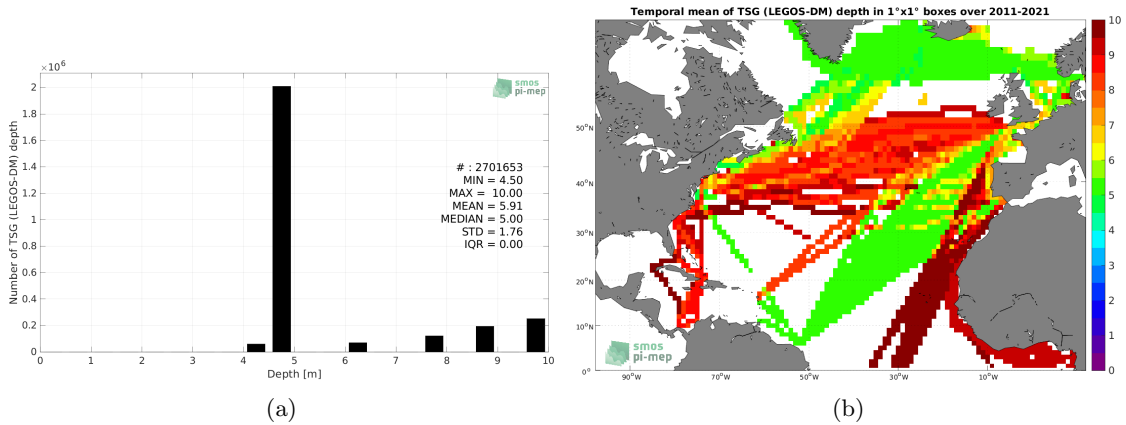 ×10⁶
2
1.8
1.6
1.4
1.2
1
0.8
0.6
0.4
0.2
0
Number of TSG (LEGOS-DM) depth
smos
pi-mep
# : 2701653
MIN = 4.50
MAX = 10.00
MEAN = 5.91
MEDIAN = 5.00
STD = 1.76
IQR = 0.00
0 1 2 3 4 5 6 7 8 9 10
Depth [m]
(a)
Temporal mean of TSG (LEGOS-DM) depth in 1°x1° boxes over 2011-2021
50°N
40°N
30°N
20°N
10°N
0°
90°W 70°W 50°W 30°W 10°W
smos
pi-mep
10
9
8
7
6
5
4
3
2
1
0
(b)